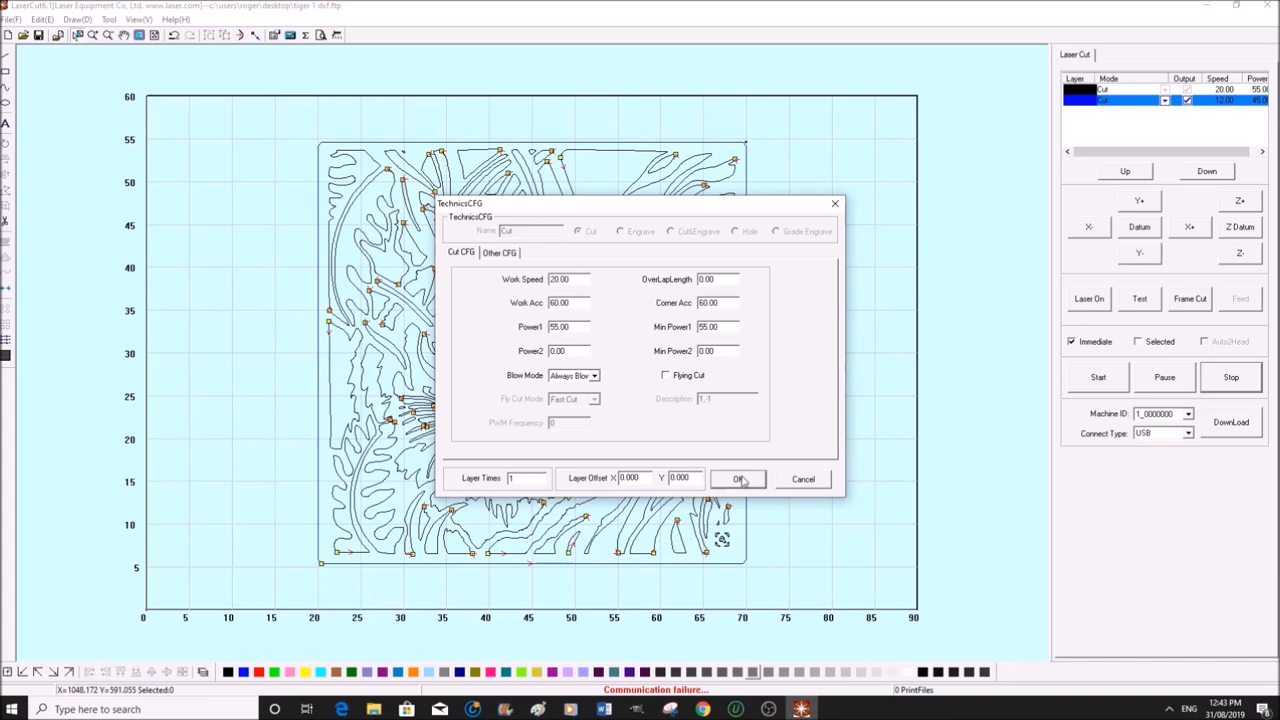 LaserCut6.1[Laser Equipment Co,. www.laser.com]--c:\users\roger\desktop\tiger 1 dxf.ftp
File(F) Edit(E) Draw(D) Tool View(V) Help(H)
Laser Cut
Layer Mode Output Speed Power
Cut 20.00 55.00
Cut 12.00 45.00
Up Down
Y+ Z+
X- Datum X+ Z Datum
Y- Z-
Laser On Test Frame Cut Feed
Immediate Selected Auto2Head
Start Pause Stop
Machine ID: 1_0000000
Connect Type: USB
DownLoad
60
55
50
45
40
35
30
25
20
15
10
5
0 5 10 15 20 25 30 35 40 45 50 55 60 65 70 75 80 85 90
TechnicsCFG
TechnicsCFG
Name Cut Cut Engrave Cut&Engrave Hole Grade Engrave
Cut CFG Other CFG
Work Speed 20.00 OverLapLength 0.00
Work Acc 60.00 Corner Acc 60.00
Power1 55.00 Min Power1 55.00
Power2 0.00 Min Power2 0.00
Blow Mode Always Blow Flying Cut
Fly Cut Mode Fast Cut Description 1,-1
PWM Frequency 0
Layer Times 1 Layer Offset X 0.000 Y 0.000 OK Cancel
X=1048.172 Y=591.055 Selected:0 Communication failure... 0 PrintFiles
Type here to search
ENG
12:43 PM
31/08/2019